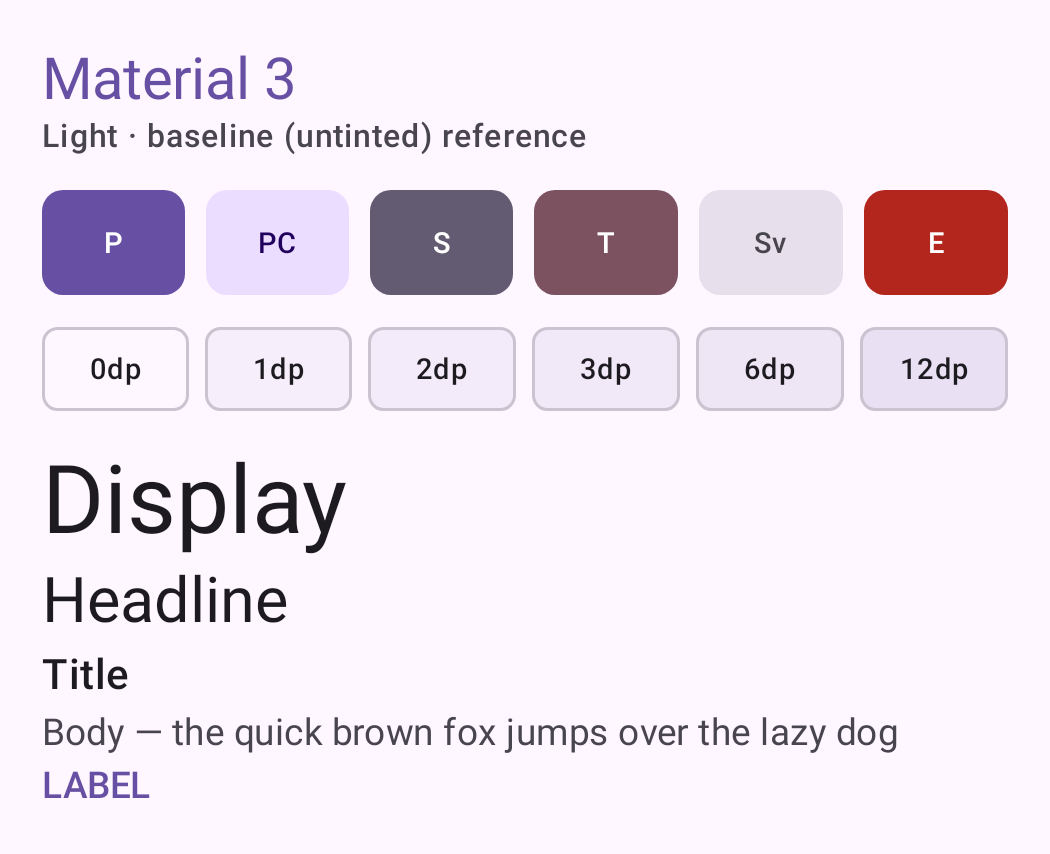 Material 3
Light · baseline (untinted) reference
P PC S T Sv E
0dp 1dp 2dp 3dp 6dp 12dp
Display
Headline
Title
Body — the quick brown fox jumps over the lazy dog
LABEL